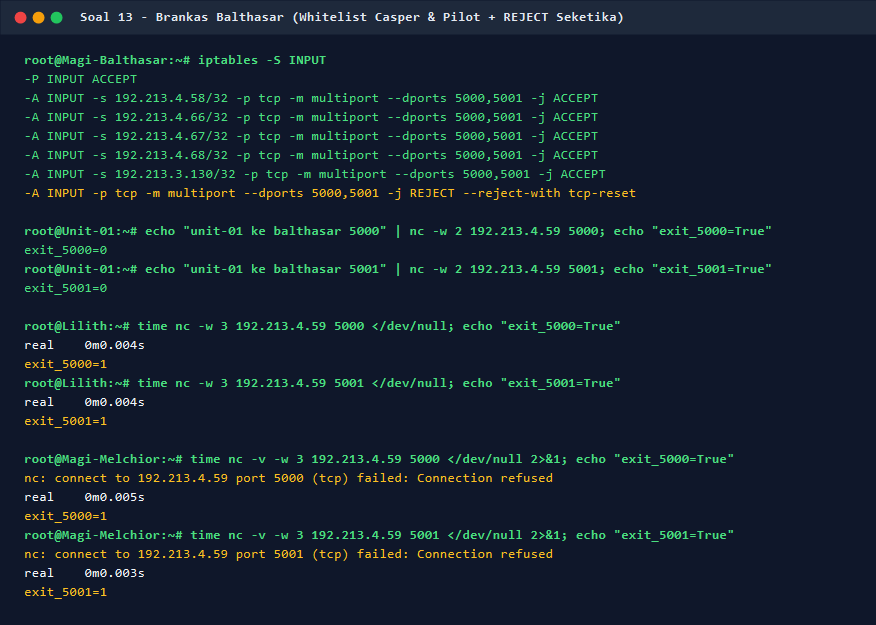 Soal 13 - Brankas Balthasar (Whitelist Casper & Pilot + REJECT Seketika)
root@Magi-Balthasar:~# iptables -S INPUT
-P INPUT ACCEPT
-A INPUT -s 192.213.4.58/32 -p tcp -m multiport --dports 5000,5001 -j ACCEPT
-A INPUT -s 192.213.4.66/32 -p tcp -m multiport --dports 5000,5001 -j ACCEPT
-A INPUT -s 192.213.4.67/32 -p tcp -m multiport --dports 5000,5001 -j ACCEPT
-A INPUT -s 192.213.4.68/32 -p tcp -m multiport --dports 5000,5001 -j ACCEPT
-A INPUT -s 192.213.3.130/32 -p tcp -m multiport --dports 5000,5001 -j ACCEPT
-A INPUT -p tcp -m multiport --dports 5000,5001 -j REJECT --reject-with tcp-reset
root@Unit-01:~# echo "unit-01 ke balthasar 5000" | nc -w 2 192.213.4.59 5000; echo "exit_5000=True"
exit_5000=0
root@Unit-01:~# echo "unit-01 ke balthasar 5001" | nc -w 2 192.213.4.59 5001; echo "exit_5001=True"
exit_5001=0
root@Lilith:~# time nc -w 3 192.213.4.59 5000 </dev/null; echo "exit_5000=True"
real    0m0.004s
exit_5000=1
root@Lilith:~# time nc -w 3 192.213.4.59 5001 </dev/null; echo "exit_5001=True"
real    0m0.004s
exit_5001=1
root@Magi-Melchior:~# time nc -v -w 3 192.213.4.59 5000 </dev/null 2>&1; echo "exit_5000=True"
nc: connect to 192.213.4.59 port 5000 (tcp) failed: Connection refused
real    0m0.005s
exit_5000=1
root@Magi-Melchior:~# time nc -v -w 3 192.213.4.59 5001 </dev/null 2>&1; echo "exit_5001=True"
nc: connect to 192.213.4.59 port 5001 (tcp) failed: Connection refused
real    0m0.003s
exit_5001=1